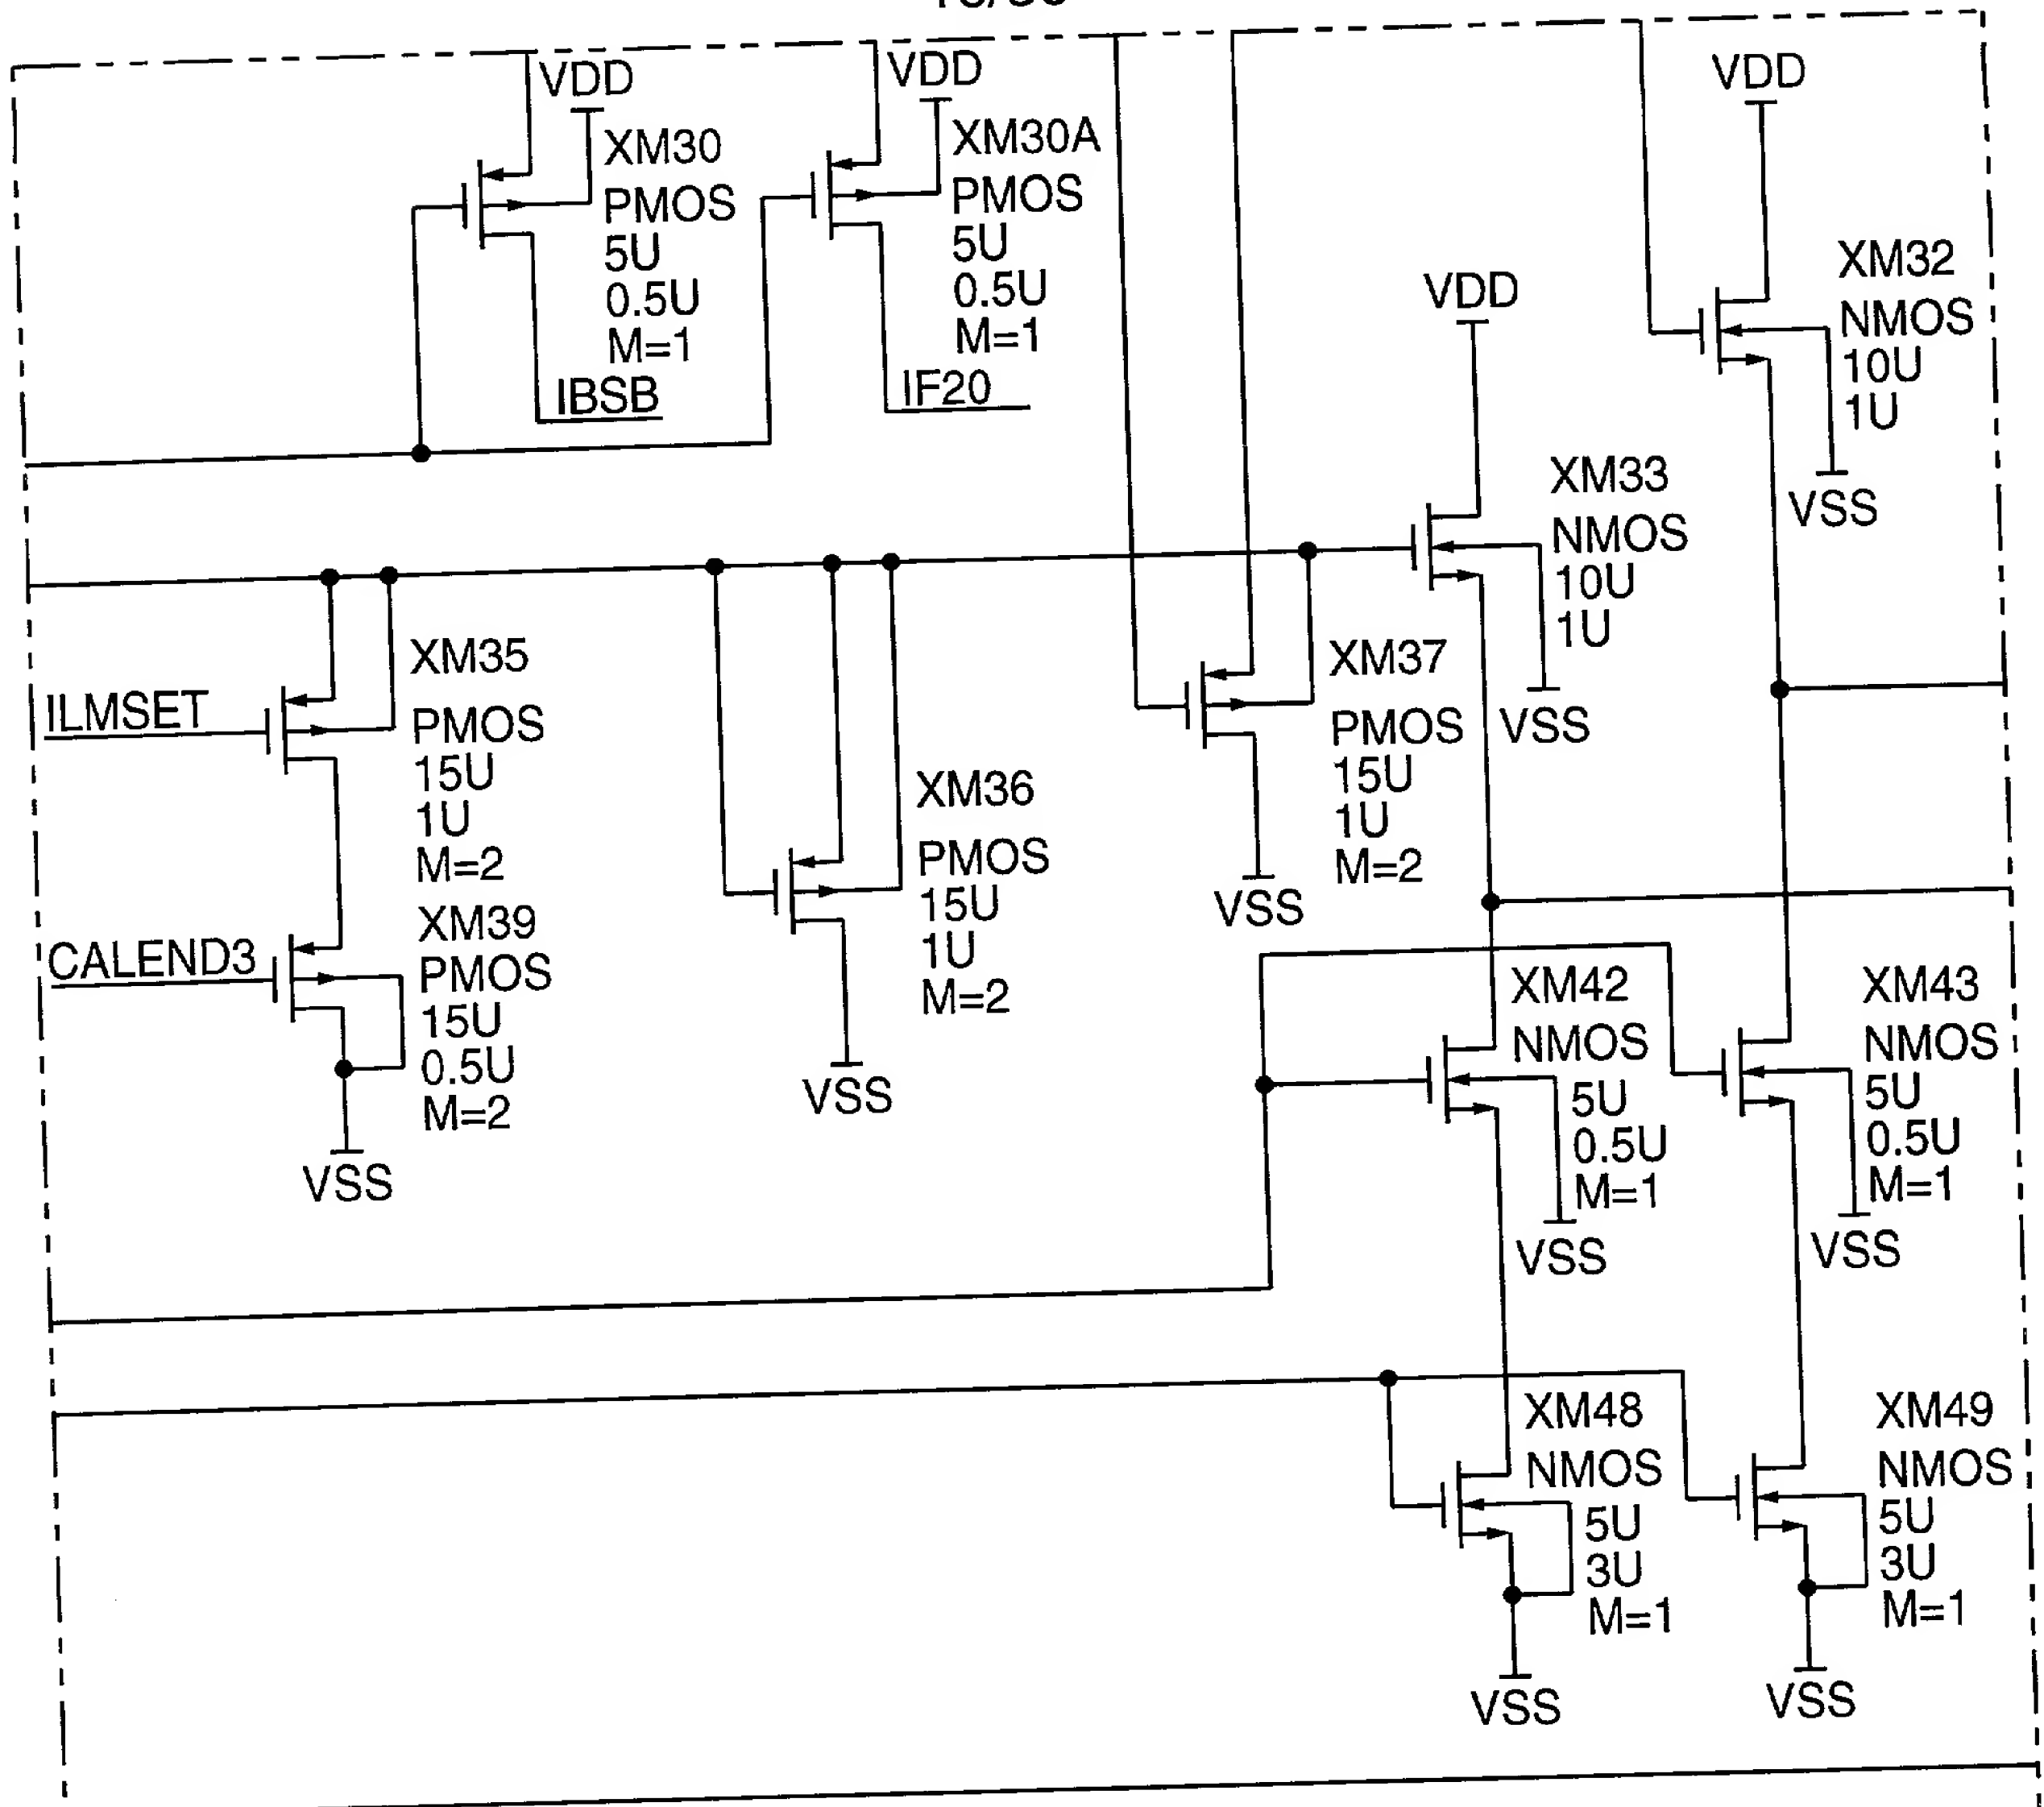 VDD
XM30
PMOS
5U
0.5U
M=1
IBSB
VDD
XM30A
PMOS
5U
0.5U
M=1
IF20
VDD
XM32
NMOS
10U
1U
VSS
VDD
XM33
NMOS
10U
1U
VSS
ILMSET
XM35
PMOS
15U
1U
M=2
XM36
PMOS
15U
1U
M=2
VSS
XM37
PMOS
15U
1U
M=2
VSS
CALEND3
XM39
PMOS
15U
0.5U
M=2
VSS
XM42
NMOS
5U
0.5U
M=1
VSS
XM43
NMOS
5U
0.5U
M=1
VSS
XM48
NMOS
5U
3U
M=1
VSS
XM49
NMOS
5U
3U
M=1
VSS